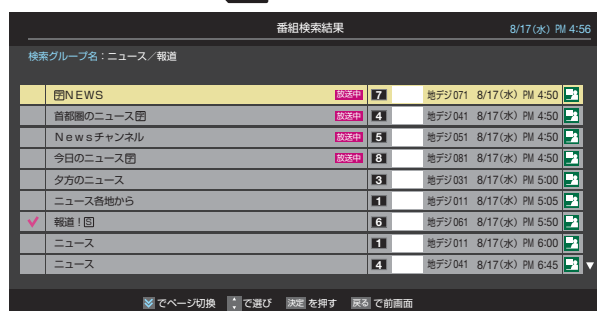 番組検索結果 8/17(水) PM 4:56
検索グループ名：ニュース／報道
字NEWS 放送中 7 地デジ071 8/17(水) PM 4:50
首都圏のニュース字 放送中 4 地デジ041 8/17(水) PM 4:50
Newsチャンネル 放送中 5 地デジ051 8/17(水) PM 4:50
今日のニュース字 放送中 8 地デジ081 8/17(水) PM 4:50
夕方のニュース 3 地デジ031 8/17(水) PM 5:00
ニュース各地から 1 地デジ011 8/17(水) PM 5:05
報道！S 6 地デジ061 8/17(水) PM 5:50
ニュース 1 地デジ011 8/17(水) PM 6:00
ニュース 4 地デジ041 8/17(水) PM 6:45
でページ切換 で選び 決定 を押す 戻る で前画面